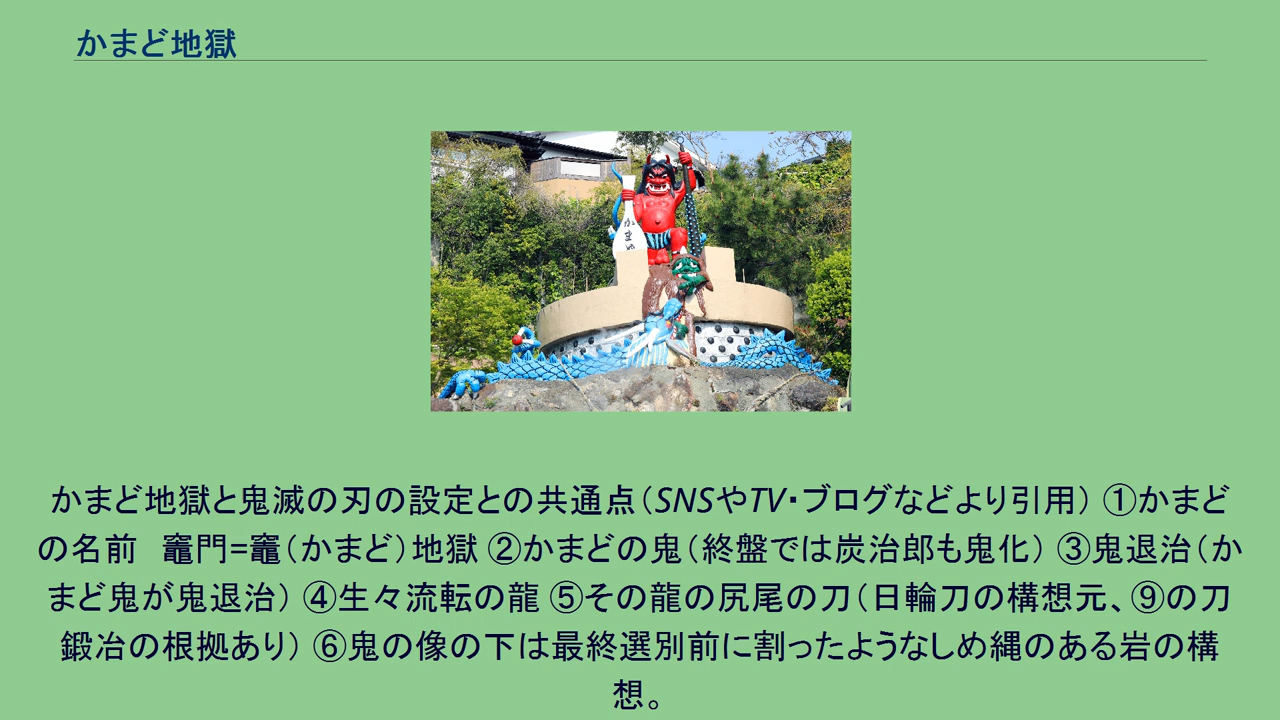 かまど地獄
かまど地獄と鬼滅の刃の設定との共通点（SNSやTV・ブログなどより引用） ①かまど
の名前　竈門=竈（かまど）地獄 ②かまどの鬼（終盤では炭治郎も鬼化） ③鬼退治（か
まど鬼が鬼退治） ④生々流転の龍 ⑤その龍の尻尾の刀（日輪刀の構想元、⑨の刀
鍛冶の根拠あり） ⑥鬼の像の下は最終選別前に割ったようなしめ縄のある岩の構
想。